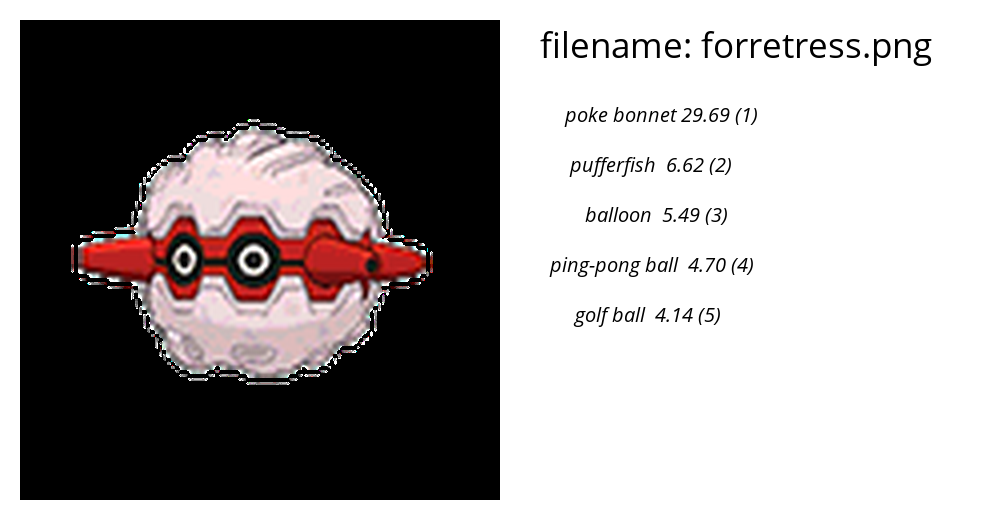 filename: forretress.png
poke bonnet 29.69 (1)
pufferfish 6.62 (2)
balloon 5.49 (3)
ping-pong ball 4.70 (4)
golf ball 4.14 (5)